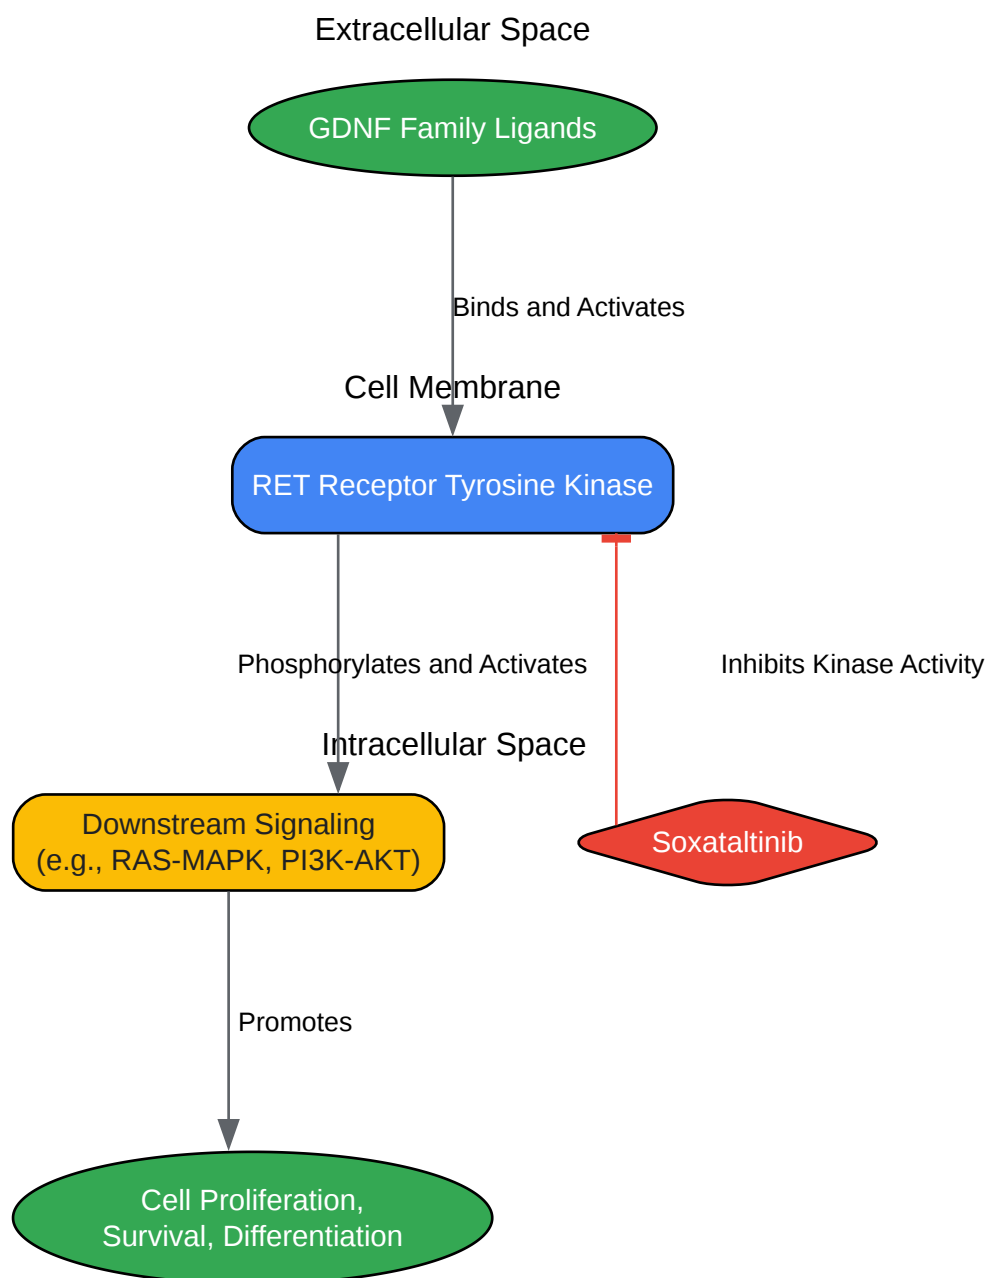 Extracellular Space
GDNF Family Ligands
Binds and Activates
Cell Membrane
RET Receptor Tyrosine Kinase
Phosphorylates and Activates
Inhibits Kinase Activity
Intracellular Space
Downstream Signaling
(e.g., RAS-MAPK, PI3K-AKT)
Soxataltinib
Promotes
Cell Proliferation,
Survival, Differentiation